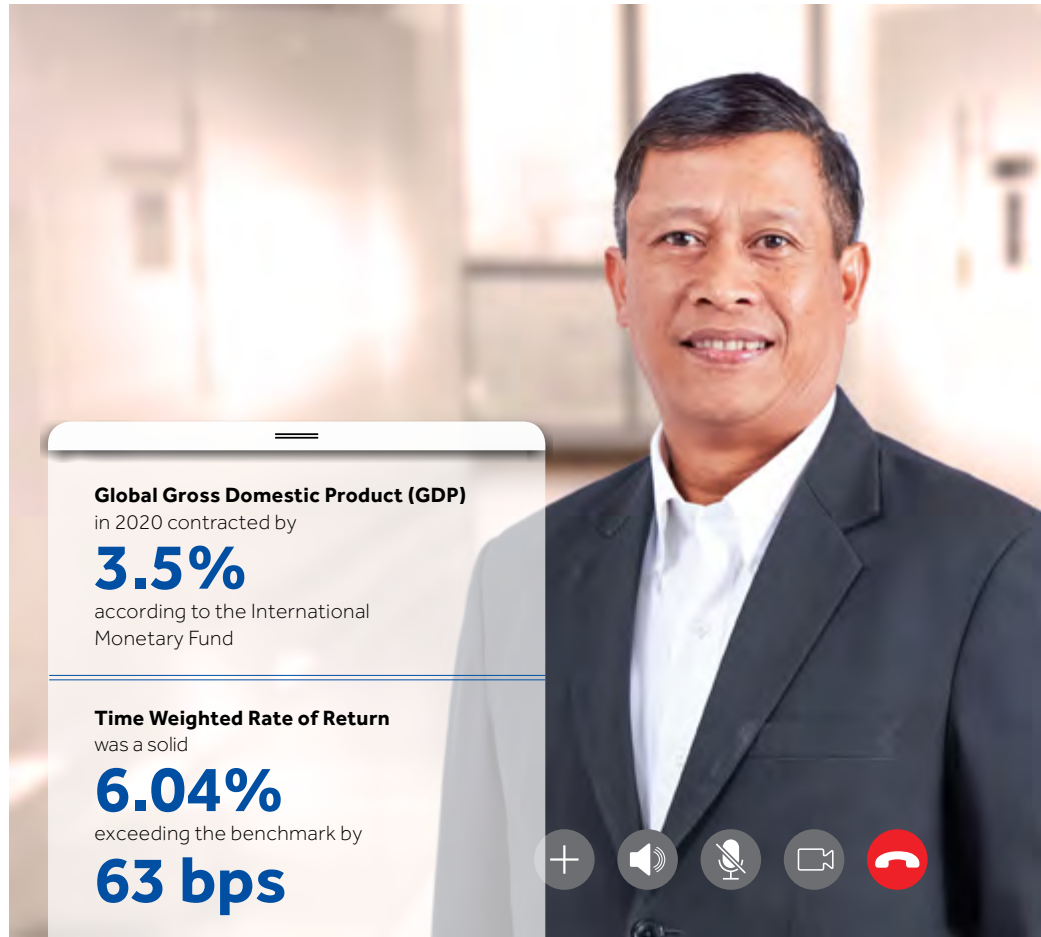 Global Gross Domestic Product (GDP)
in 2020 contracted by
3.5%
according to the International
Monetary Fund
Time Weighted Rate of Return
was a solid
6.04%
exceeding the benchmark by
63 bps